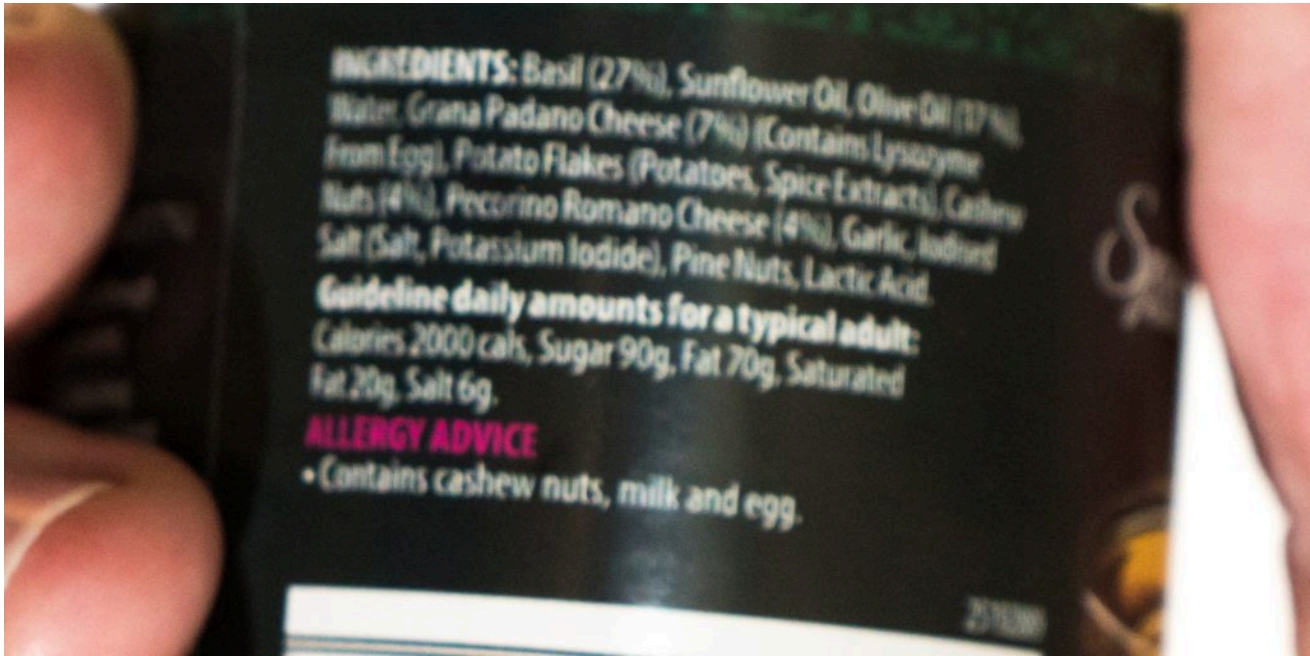 INGREDIENTS: Basil (27%), Sunflower Oil, Olive Oil (17%),
Water, Grana Padano Cheese (7%) (Contains Lysozyme
From Egg), Potato Flakes (Potatoes, Spice Extracts), Cashew
Nuts (4%), Pecorino Romano Cheese (4%), Garlic, Iodised
Salt (Salt, Potassium Iodide), Pine Nuts, Lactic Acid.
Guideline daily amounts for a typical adult:
Calories 2000 cals, Sugar 90g, Fat 70g, Saturated
Fat 20g, Salt 6g.
ALLERGY ADVICE
• Contains cashew nuts, milk and egg.